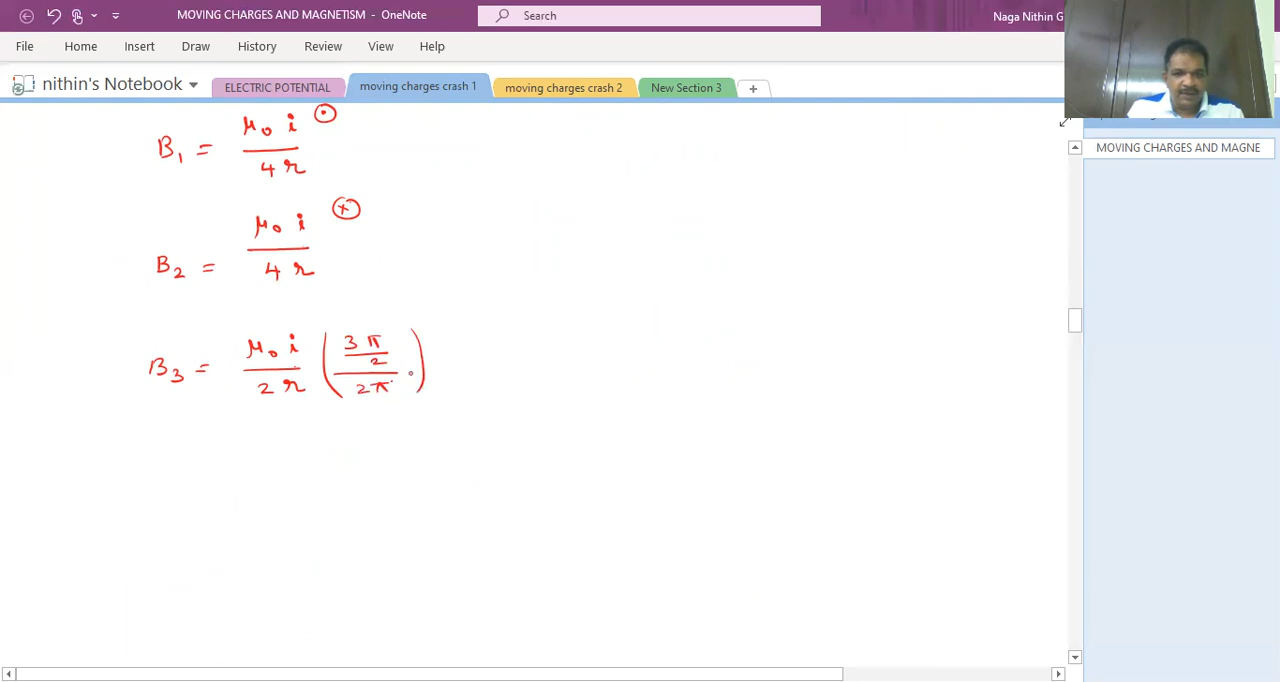 MOVING CHARGES AND MAGNETISM - OneNote
Search
Naga Nithin G
File Home Insert Draw History Review View Help
nithin's Notebook
ELECTRIC POTENTIAL
moving charges crash 1
moving charges crash 2
New Section 3
+
MOVING CHARGES AND MAGNE
B₁ = μ₀ i / 4 r ⊙
B₂ = μ₀ i / 4 r ⊗
B₃ = μ₀ i / 2 r ( 3π/2 / 2π )